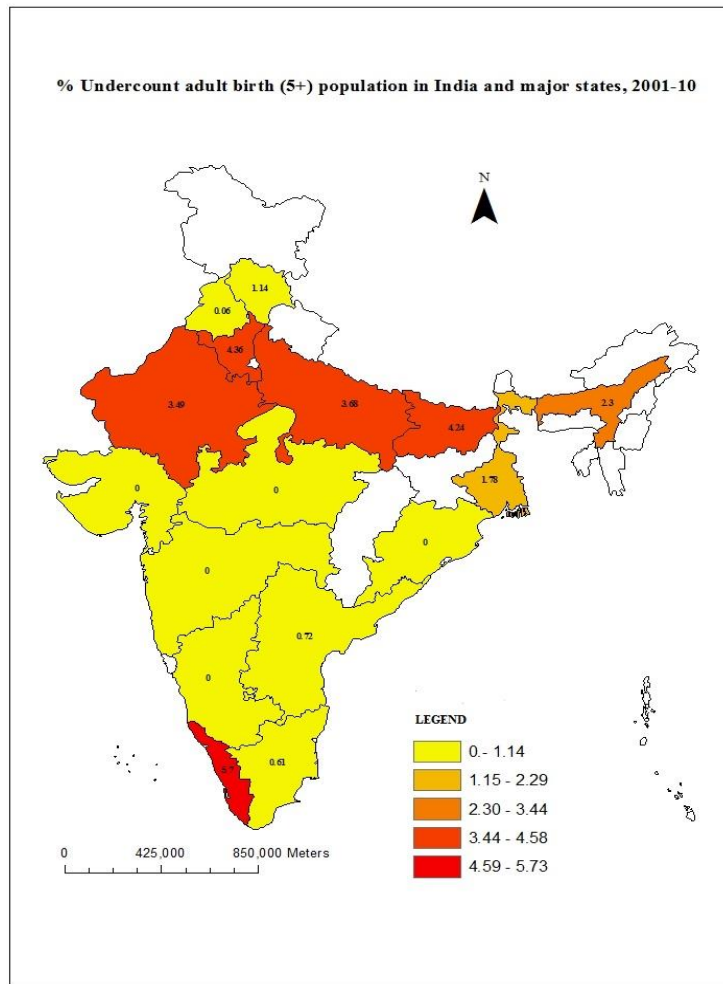 % Undercount adult birth (5+) population in India and major states, 2001-10
N
1.14
0.06
4.36
3.49
3.68
4.24
2.3
1.78
0
0
0
0
0.72
0
0.61
5.7
LEGEND
0.- 1.14
1.15 - 2.29
2.30 - 3.44
3.44 - 4.58
4.59 - 5.73
0 425,000 850,000 Meters